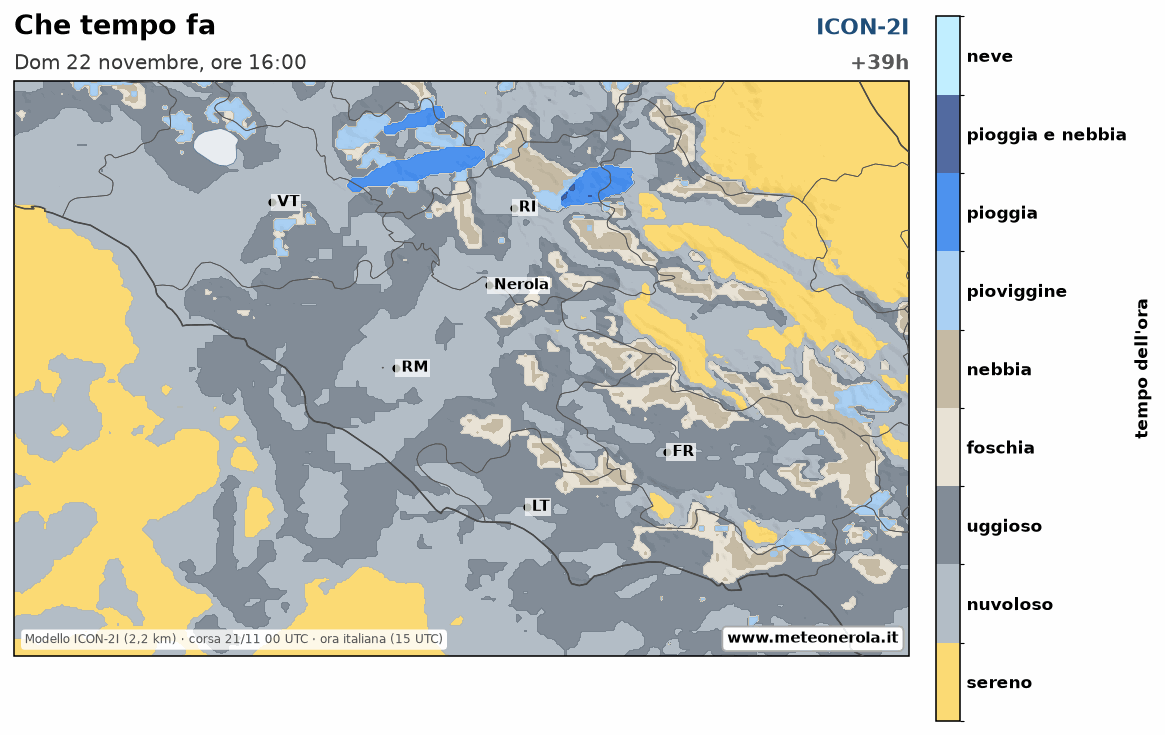 Che tempo fa
ICON-2I
Dom 22 novembre, ore 16:00
+39h
VT
RI
Nerola
RM
FR
LT
Modello ICON-2I (2,2 km) · corsa 21/11 00 UTC · ora italiana (15 UTC)
www.meteonerola.it
neve
pioggia e nebbia
pioggia
pioviggine
nebbia
foschia
uggioso
nuvoloso
sereno
tempo dell'ora